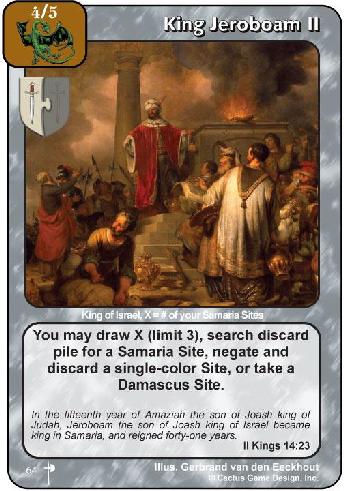 4/5
King Jeroboam II
King of Israel, X = # of your Samaria Sites
You may draw X (limit 3), search discard
pile for a Samaria Site, negate and
discard a single-color Site, or take a
Damascus Site.
In the fifteenth year of Amaziah the son of Joash king of
Judah, Jeroboam the son of Joash king of Israel became
king in Samaria, and reigned forty-one years.
II Kings 14:23
64
Illus. Gerbrand van den Eeckhout
© Cactus Game Design, Inc.